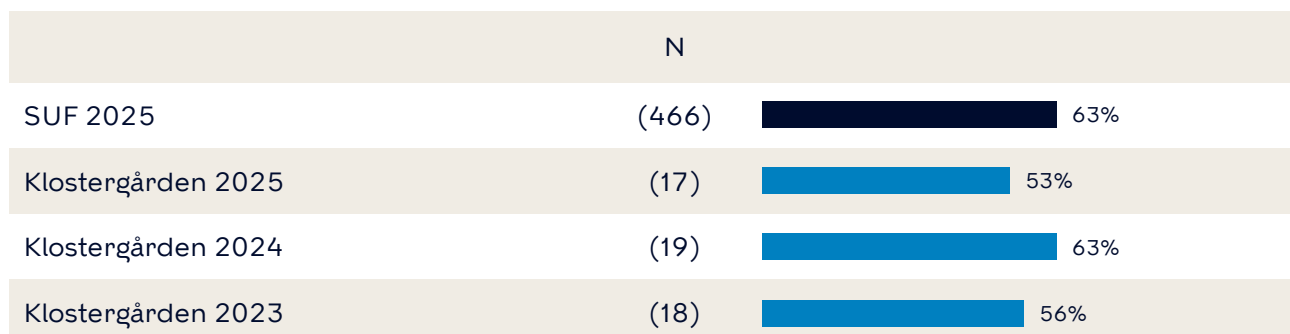 N
SUF 2025 (466) 63%
Klostergården 2025 (17) 53%
Klostergården 2024 (19) 63%
Klostergården 2023 (18) 56%